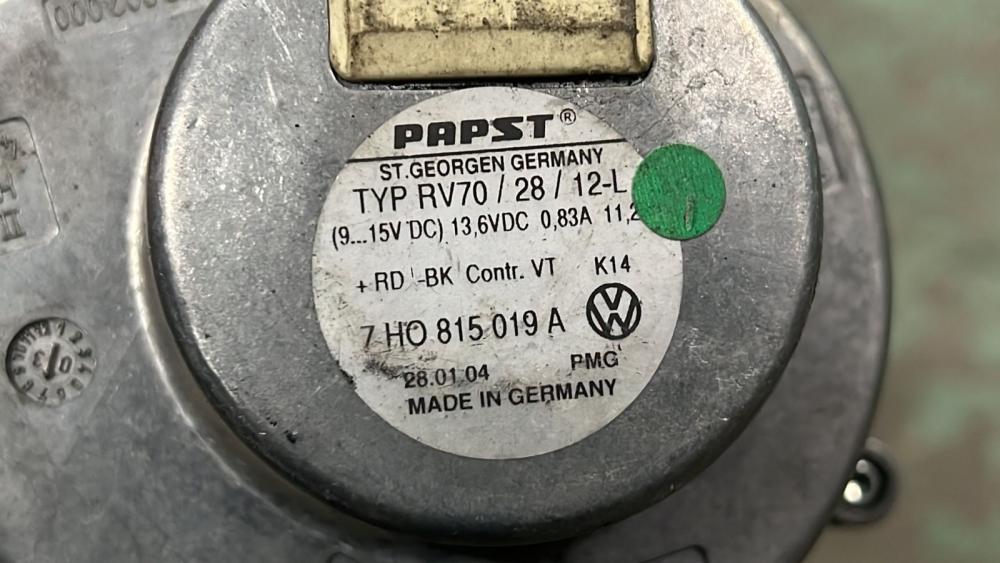 PAPST®
ST.GEORGEN GERMANY
TYP RV70 / 28 / 12-L
(9...15V DC) 13,6VDC 0,83A 11,2
+ RD -BK Contr. VT K14
7 HO 815 019 A
28.01.04 PMG
MADE IN GERMANY